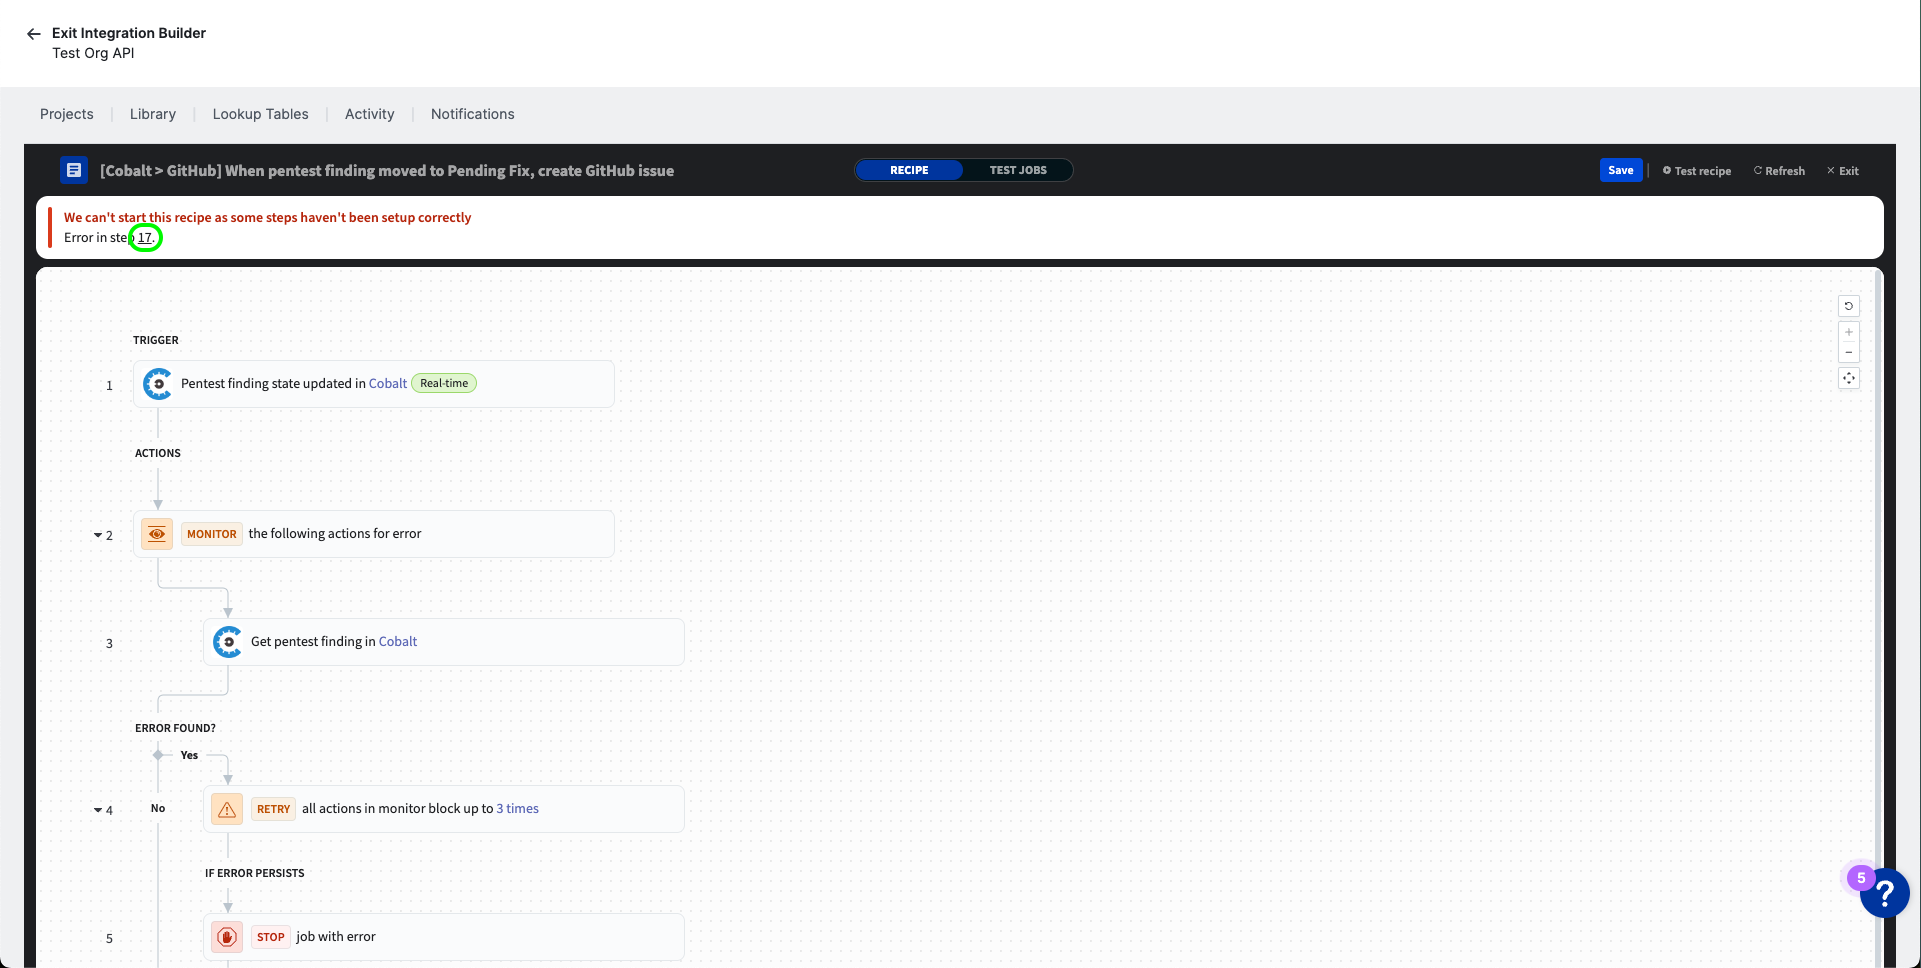 Exit Integration Builder
Test Org API
Projects
Library
Lookup Tables
Activity
Notifications
[Cobalt > GitHub] When pentest finding moved to Pending Fix, create GitHub issue
RECIPE
TEST JOBS
Save
Test recipe
Refresh
Exit
We can't start this recipe as some steps haven't been setup correctly
Error in step 17.
TRIGGER
1
Pentest finding state updated in Cobalt Real-time
ACTIONS
2
MONITOR the following actions for error
3
Get pentest finding in Cobalt
ERROR FOUND?
Yes
No
4
RETRY all actions in monitor block up to 3 times
IF ERROR PERSISTS
5
STOP job with error
5
?